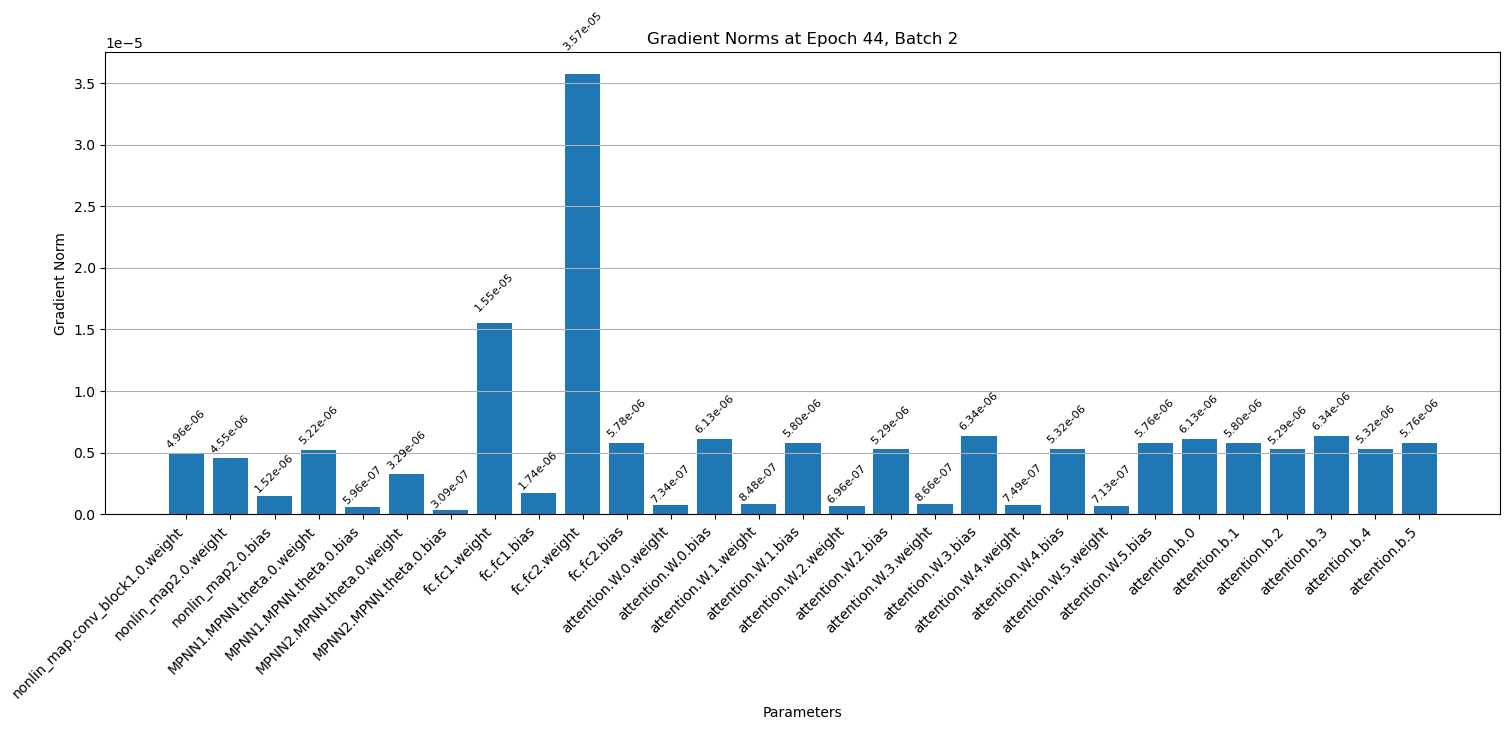 Gradient Norms at Epoch 44, Batch 2
1e−5
3.5
3.0
2.5
2.0
1.5
1.0
0.5
0.0
Gradient Norm
4.96e-06
4.55e-06
1.52e-06
5.22e-06
5.96e-07
3.29e-06
3.09e-07
1.55e-05
1.74e-06
3.57e-05
5.78e-06
7.34e-07
6.13e-06
8.48e-07
5.80e-06
6.96e-07
5.29e-06
8.66e-07
6.34e-06
7.49e-07
5.32e-06
7.13e-07
5.76e-06
6.13e-06
5.80e-06
5.29e-06
6.34e-06
5.32e-06
5.76e-06
nonlin_map.conv_block1.0.weight
nonlin_map2.0.weight
nonlin_map2.0.bias
MPNN1.MPNN.theta.0.weight
MPNN1.MPNN.theta.0.bias
MPNN2.MPNN.theta.0.weight
MPNN2.MPNN.theta.0.bias
fc.fc1.weight
fc.fc1.bias
fc.fc2.weight
fc.fc2.bias
attention.W.0.weight
attention.W.0.bias
attention.W.1.weight
attention.W.1.bias
attention.W.2.weight
attention.W.2.bias
attention.W.3.weight
attention.W.3.bias
attention.W.4.weight
attention.W.4.bias
attention.W.5.weight
attention.W.5.bias
attention.b.0
attention.b.1
attention.b.2
attention.b.3
attention.b.4
attention.b.5
Parameters